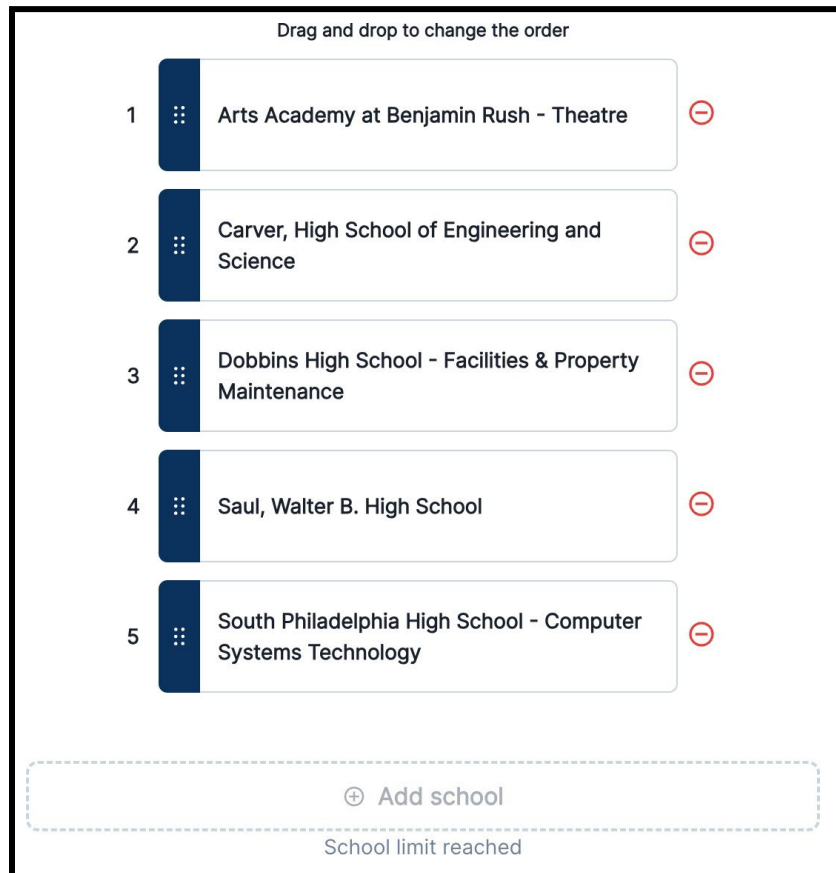 Drag and drop to change the order
1 Arts Academy at Benjamin Rush - Theatre
2 Carver, High School of Engineering and
Science
3 Dobbins High School - Facilities & Property
Maintenance
4 Saul, Walter B. High School
5 South Philadelphia High School - Computer
Systems Technology
Add school
School limit reached